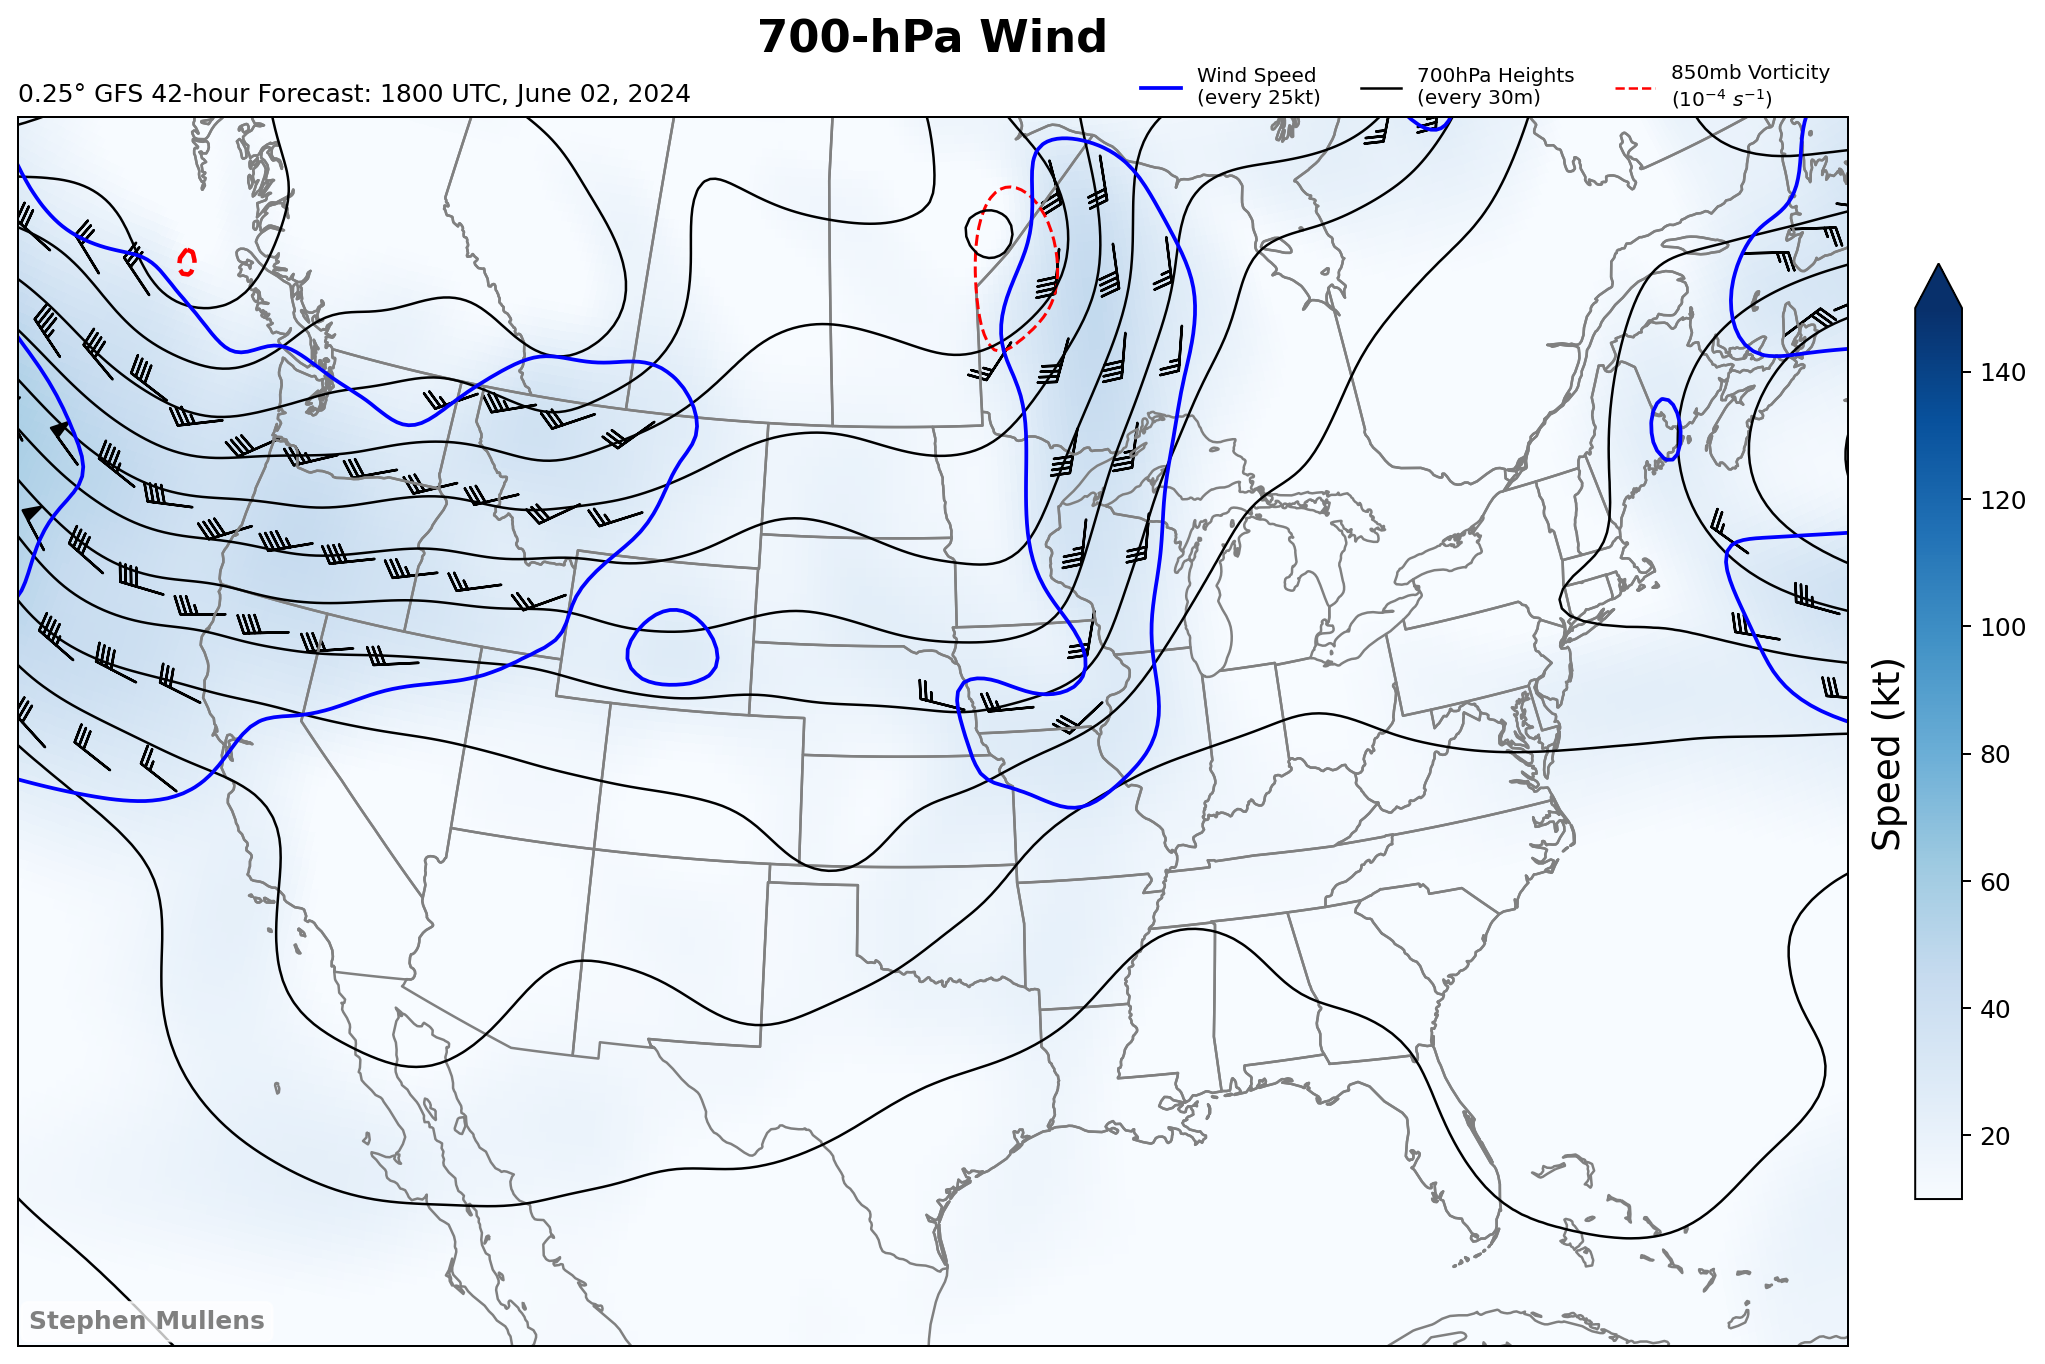 700-hPa Wind
0.25° GFS 42-hour Forecast: 1800 UTC, June 02, 2024
Wind Speed
(every 25kt)
700hPa Heights
(every 30m)
850mb Vorticity
(10⁻⁴ s⁻¹)
140
120
100
80
60
40
20
Speed (kt)
Stephen Mullens